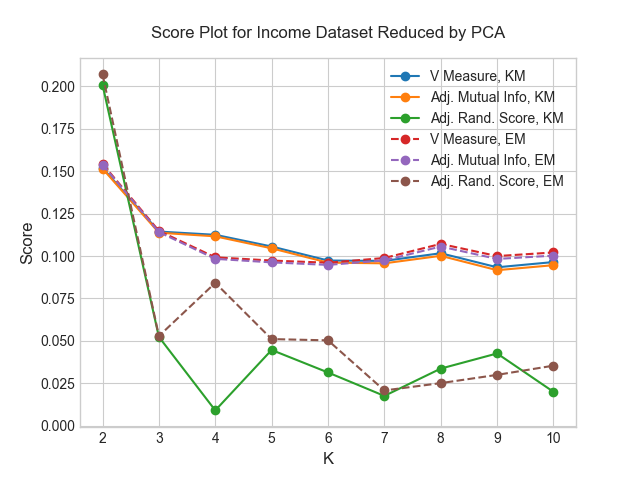 Score Plot for Income Dataset Reduced by PCA
V Measure, KM
Adj. Mutual Info, KM
Adj. Rand. Score, KM
V Measure, EM
Adj. Mutual Info, EM
Adj. Rand. Score, EM
Score
0.200
0.175
0.150
0.125
0.100
0.075
0.050
0.025
0.000
2 3 4 5 6 7 8 9 10
K